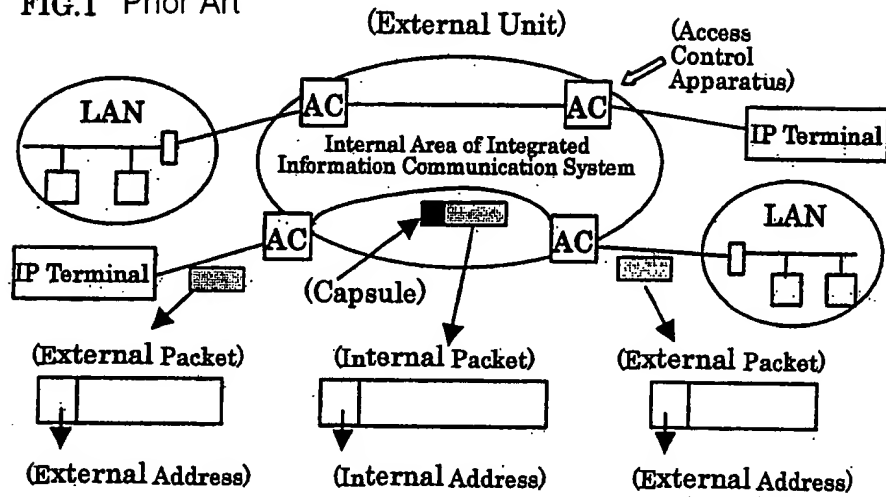 FIG.1 Prior Art
(External Unit)
(Access
Control
Apparatus)
AC
AC
LAN
IP Terminal
Internal Area of Integrated
Information Communication System
AC
AC
LAN
IP Terminal
(Capsule)
(External Packet)
(Internal Packet)
(External Packet)
(External Address)
(Internal Address)
(External Address)